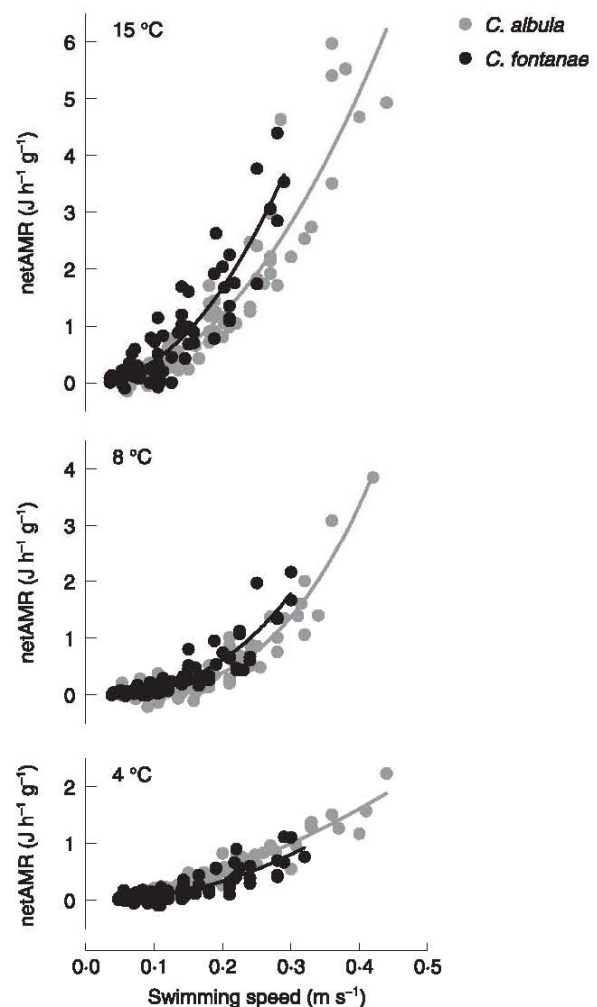 15 °C
C. albula
C. fontanae
6
5
4
3
2
1
0
netAMR (J h⁻¹ g⁻¹)
8 °C
4
3
2
1
0
netAMR (J h⁻¹ g⁻¹)
4 °C
2
1
0
netAMR (J h⁻¹ g⁻¹)
0·0 0·1 0·2 0·3 0·4 0·5
Swimming speed (m s⁻¹)